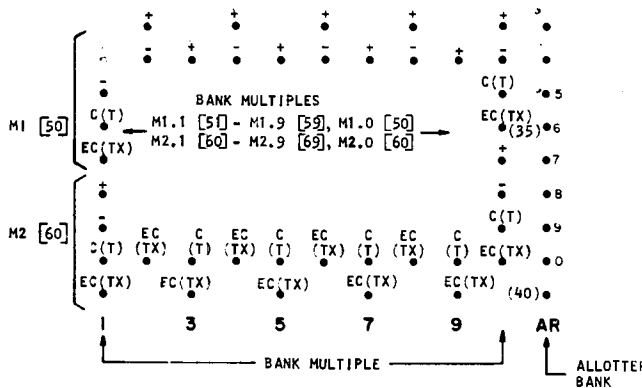 + + + + +
- - + - + - + - + -
-
C(T) 5
BANK MULTIPLES
C(T)
M1 [50]
M1.1 [51] - M1.9 [59], M1.0 [50]
EC(TX)
(35) 6
M2.1 [60] - M2.9 [69], M2.0 [60]
EC(TX)
+ 7
+ - 8
M2 [60]
- C(T) 9
EC C EC C EC C EC C
C(T) (TX) (T) (TX) (T) (TX) (T) (TX) (T) EC(TX) 0
EC(TX) EC(TX) EC(TX) EC(TX) EC(TX) (40)
1 3 5 7 9 AR
BANK MULTIPLE
ALLOTTER
BANK